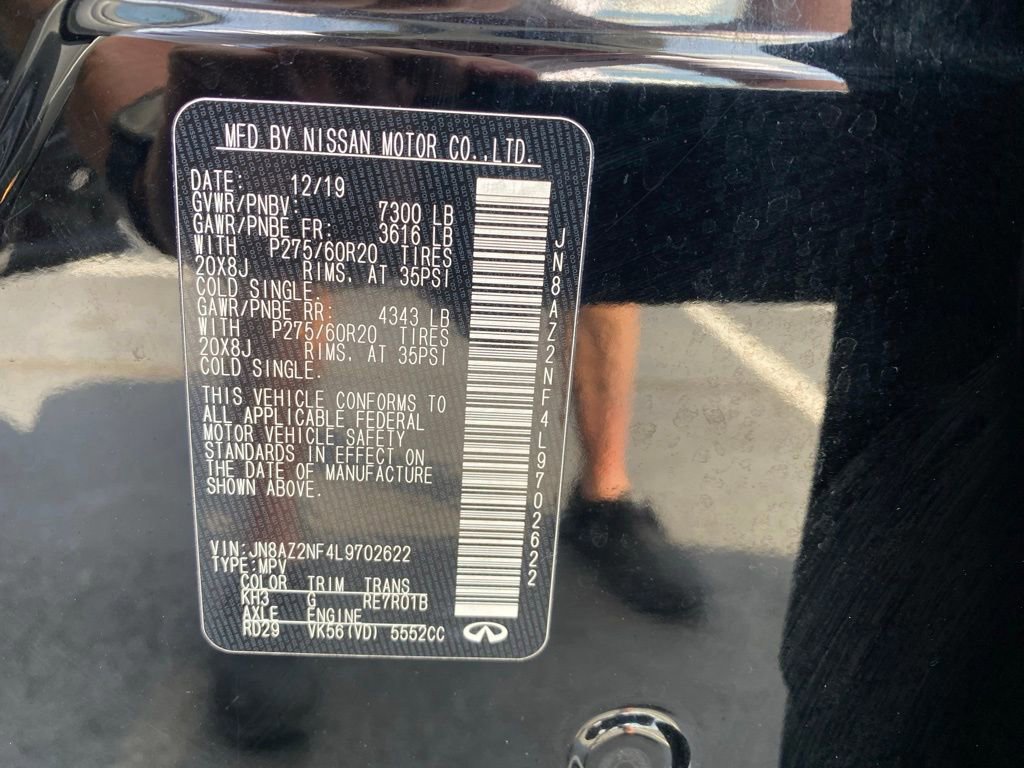 MFD BY NISSAN MOTOR CO.,LTD.
DATE: 12/19
GVWR/PNBV: 7300 LB
GAWR/PNBE FR: 3616 LB
WITH P275/60R20 TIRES
20X8J RIMS. AT 35PSI
COLD SINGLE.
GAWR/PNBE RR: 4343 LB
WITH P275/60R20 TIRES
20X8J RIMS. AT 35PSI
COLD SINGLE.
THIS VEHICLE CONFORMS TO
ALL APPLICABLE FEDERAL
MOTOR VEHICLE SAFETY
STANDARDS IN EFFECT ON
THE DATE OF MANUFACTURE
SHOWN ABOVE.
VIN:JN8AZ2NF4L9702622
TYPE:MPV
COLOR TRIM TRANS
KH3 G RE7R01B
AXLE ENGINE
RD29 VK56(VD) 5552CC
JN8AZ2NF4L9702622